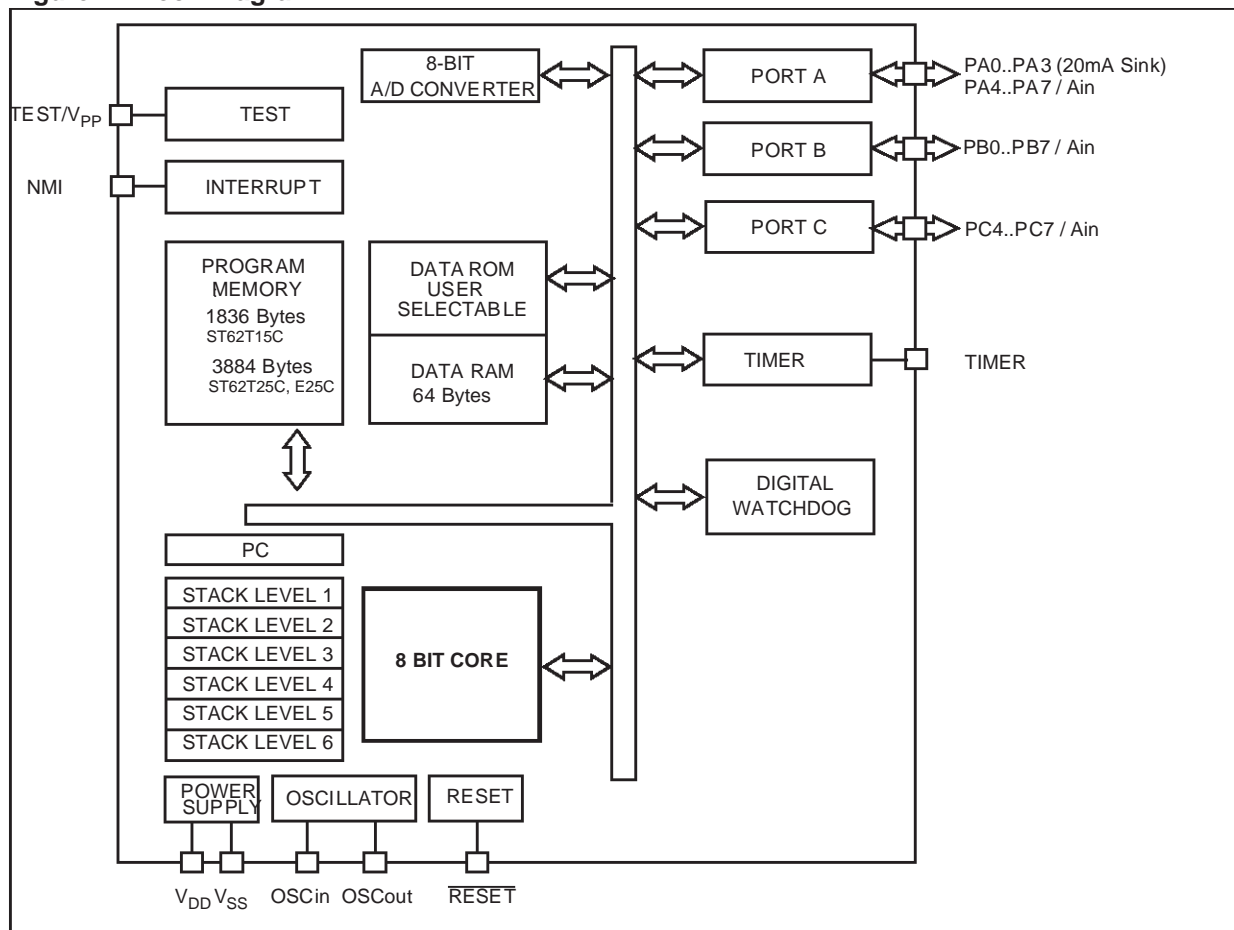 8-BIT
A/D CONVERTER
PORT A
PA0..PA3 (20mA Sink)
PA4..PA7 / Ain
TEST/VPP
TEST
PORT B
PB0..PB7 / Ain
NMI
INTERRUPT
PORT C
PC4..PC7 / Ain
PROGRAM
MEMORY
1836 Bytes
ST62T15C
3884 Bytes
ST62T25C, E25C
DATA ROM
USER
SELECTABLE
DATA RAM
64 Bytes
TIMER
TIMER
DIGITAL
WATCHDOG
PC
STACK LEVEL 1
STACK LEVEL 2
STACK LEVEL 3
STACK LEVEL 4
STACK LEVEL 5
STACK LEVEL 6
8 BIT CORE
POWER
SUPPLY
OSCILLATOR
RESET
VDD VSS
OSCin OSCout
RESET